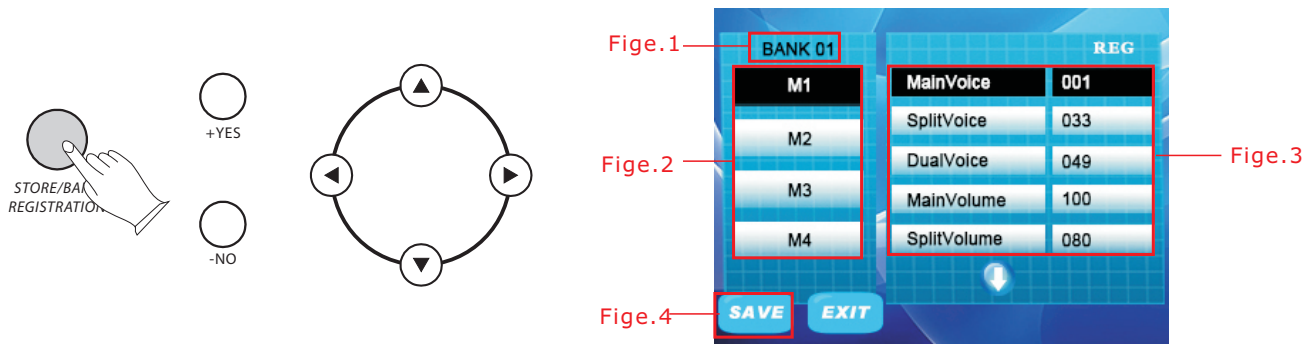 +YES
STORE/BA
REGISTRATION
-NO
Fige.1
BANK 01
REG
M1
MainVoice 001
SplitVoice 033
M2
Fige.2
DualVoice 049
Fige.3
M3
MainVolume 100
M4
SplitVolume 080
Fige.4
SAVE EXIT